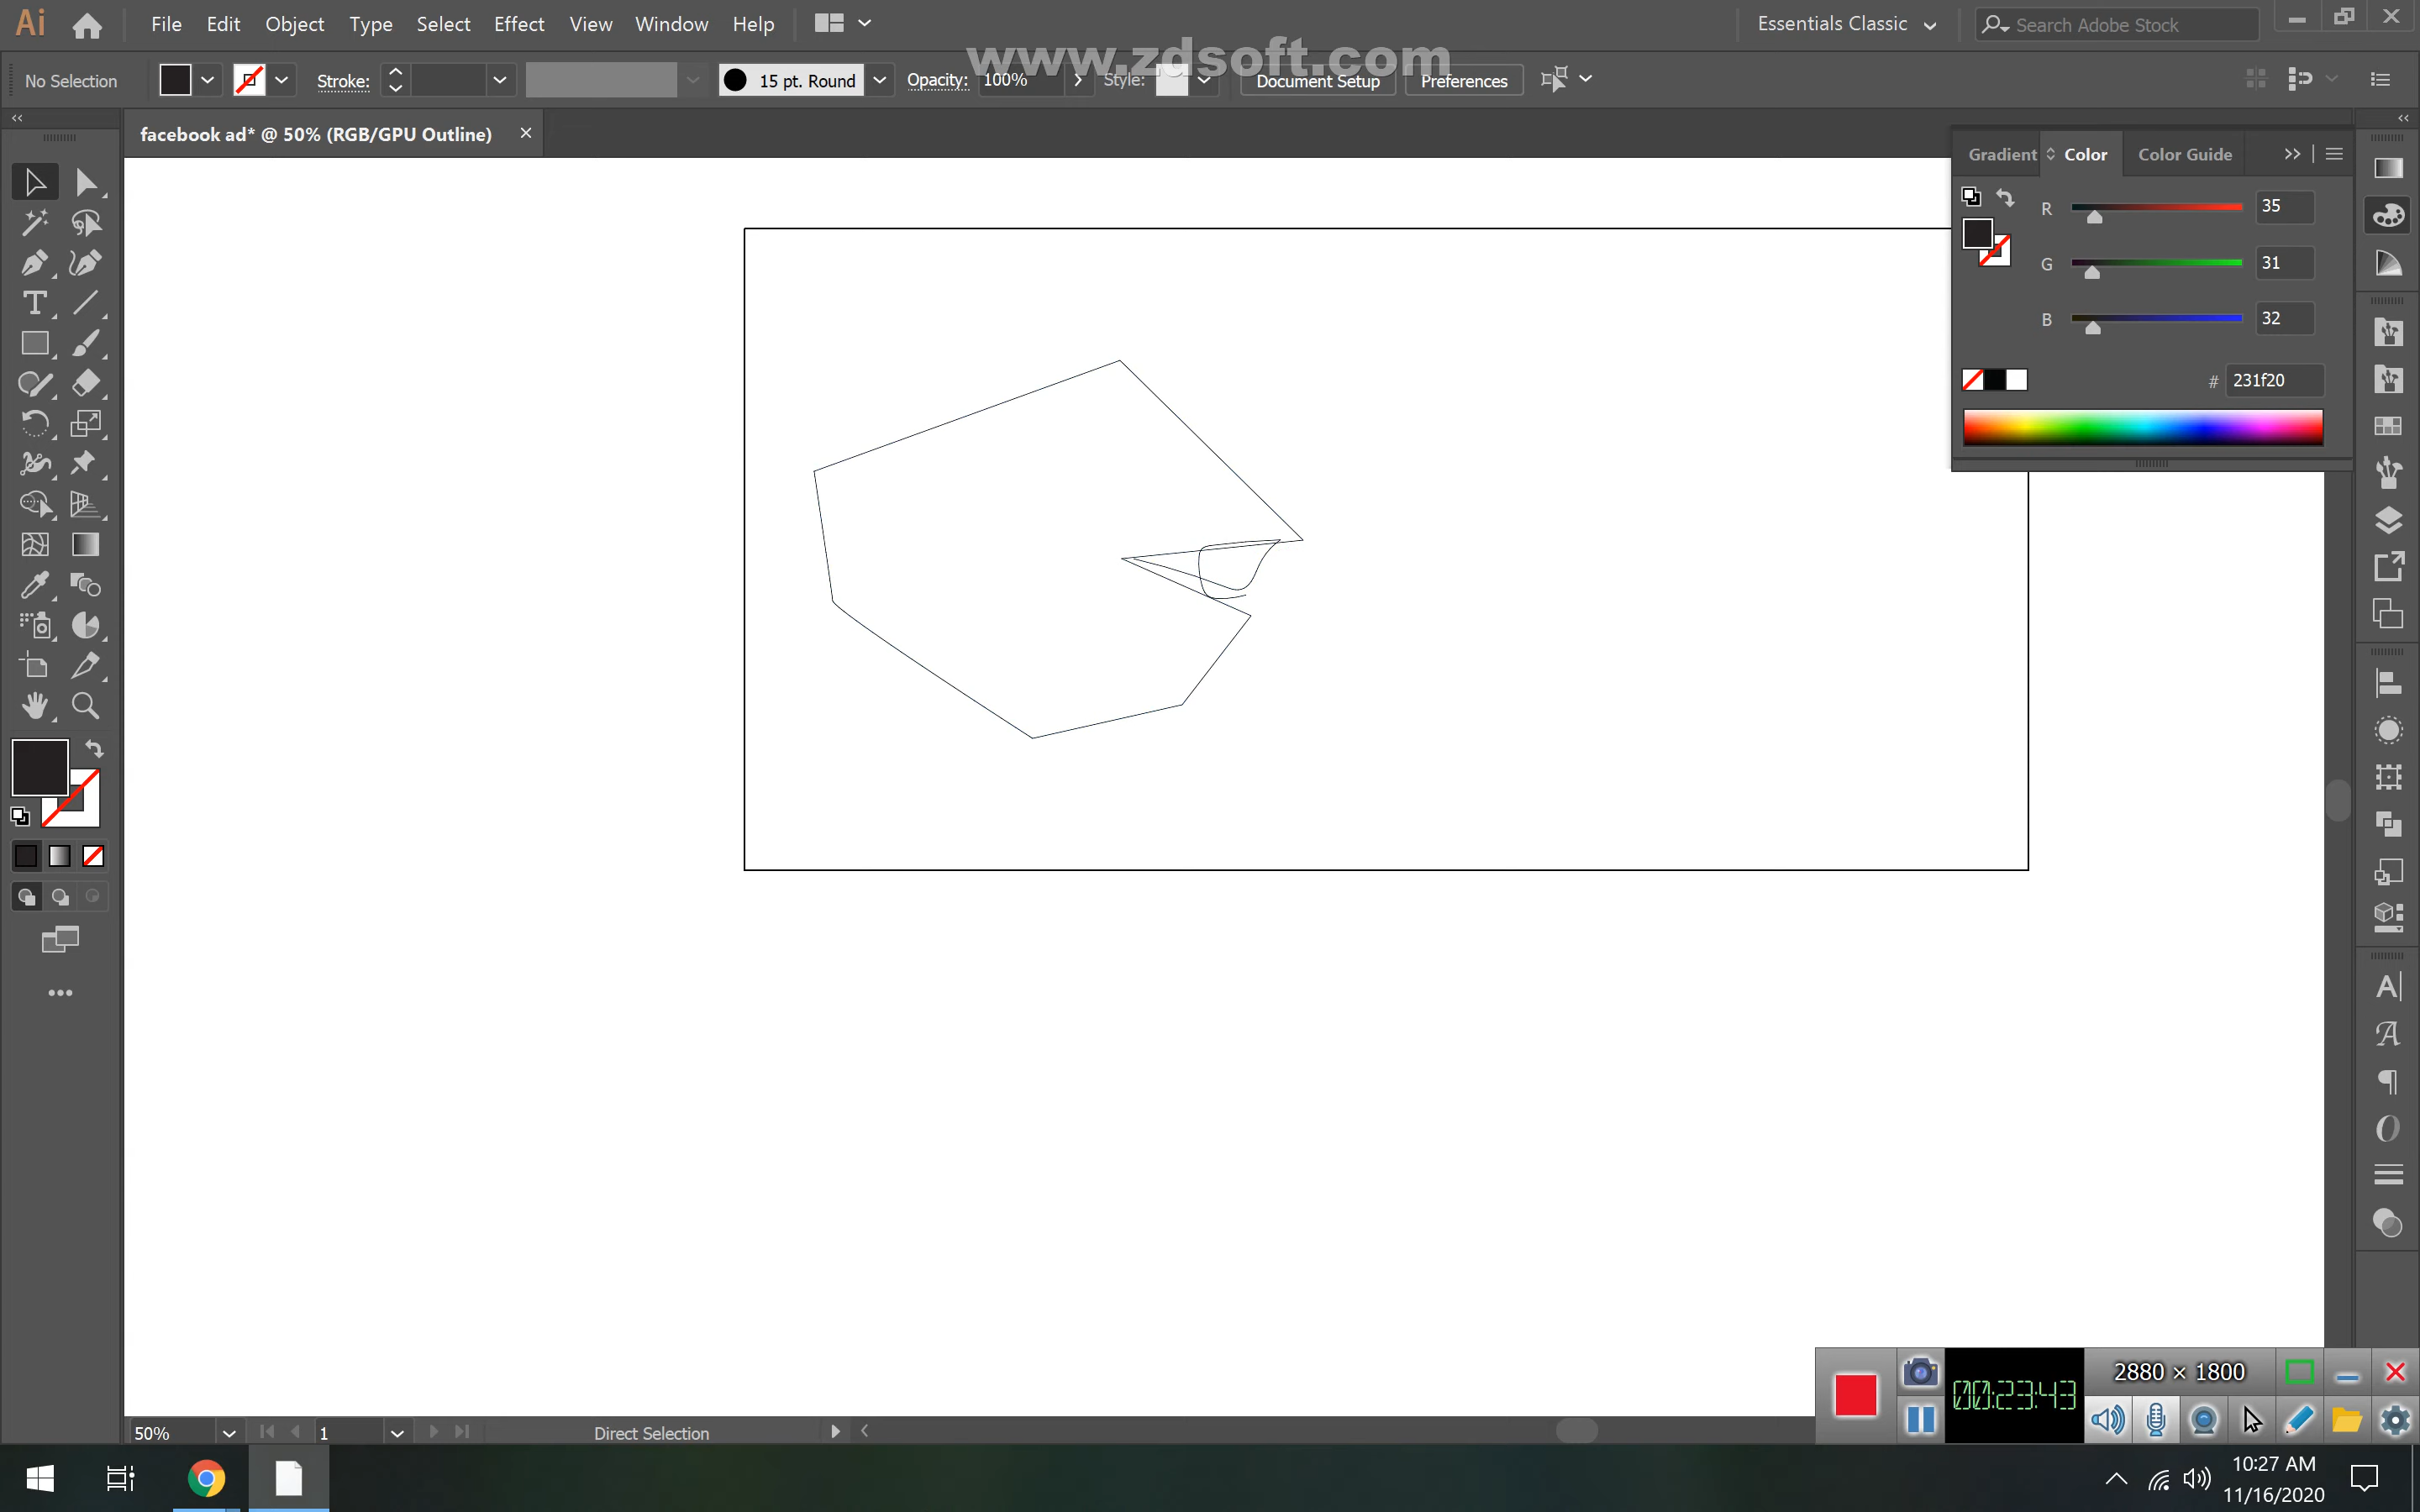 Ai File Edit Object Type Select Effect View Window Help Essentials Classic Search Adobe Stock
www.zdsoft.com
No Selection Stroke: 15 pt. Round Opacity: 100% Style: Document Setup Preferences
facebook ad* @ 50% (RGB/GPU Outline)
Gradient Color Color Guide
R 35
G 31
B 32
# 231f20
2880 × 1800
00:23:43
50% 1 Direct Selection
10:27 AM
11/16/2020